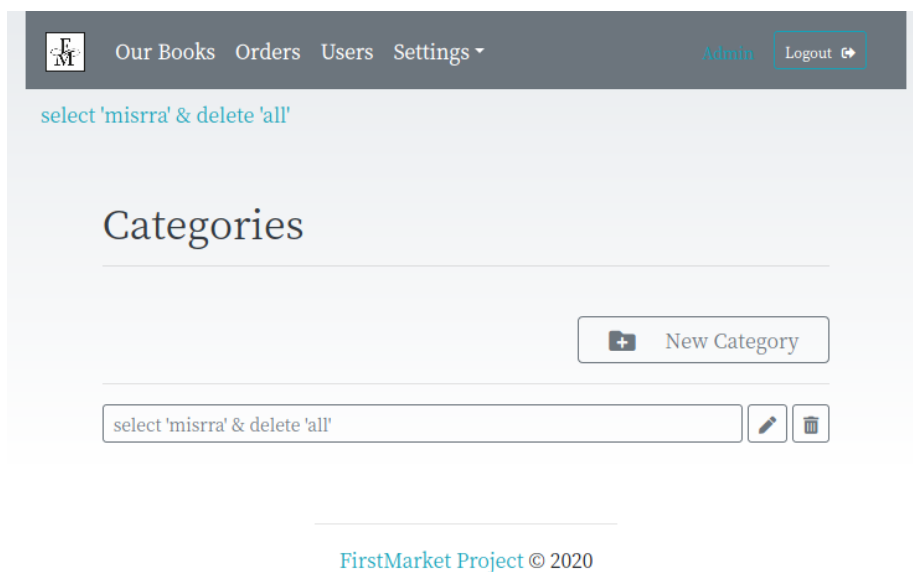 FM
Our Books Orders Users Settings Admin Logout
select 'misrra' & delete 'all'
Categories
New Category
select 'misrra' & delete 'all'
FirstMarket Project © 2020